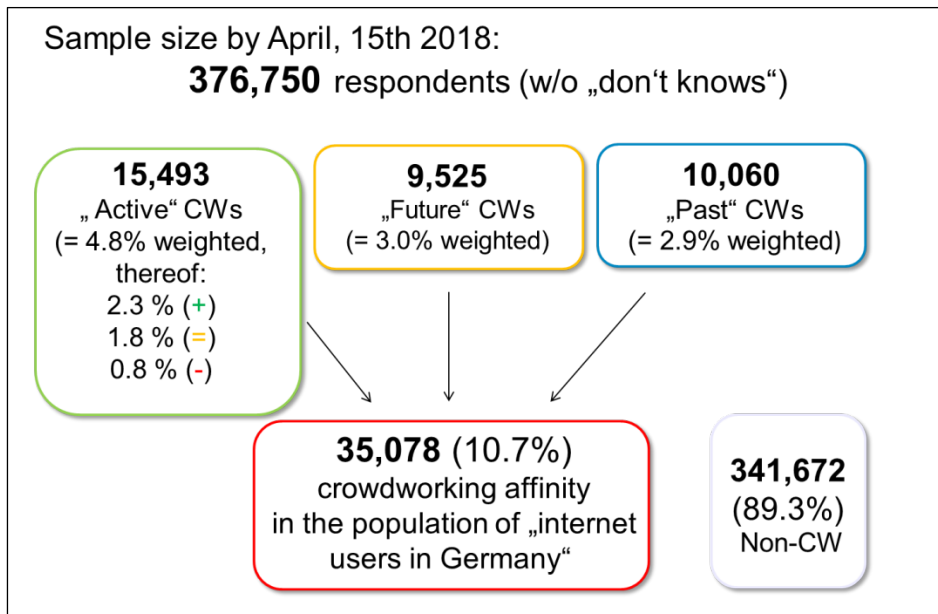 Sample size by April, 15th 2018:
376,750 respondents (w/o „don‘t knows“)
15,493
„ Active“ CWs
(= 4.8% weighted,
thereof:
2.3 % (+)
1.8 % (=)
0.8 % (-)
9,525
„Future“ CWs
(= 3.0% weighted)
10,060
„Past“ CWs
(= 2.9% weighted)
35,078 (10.7%)
crowdworking affinity
in the population of „internet
users in Germany“
341,672
(89.3%)
Non-CW